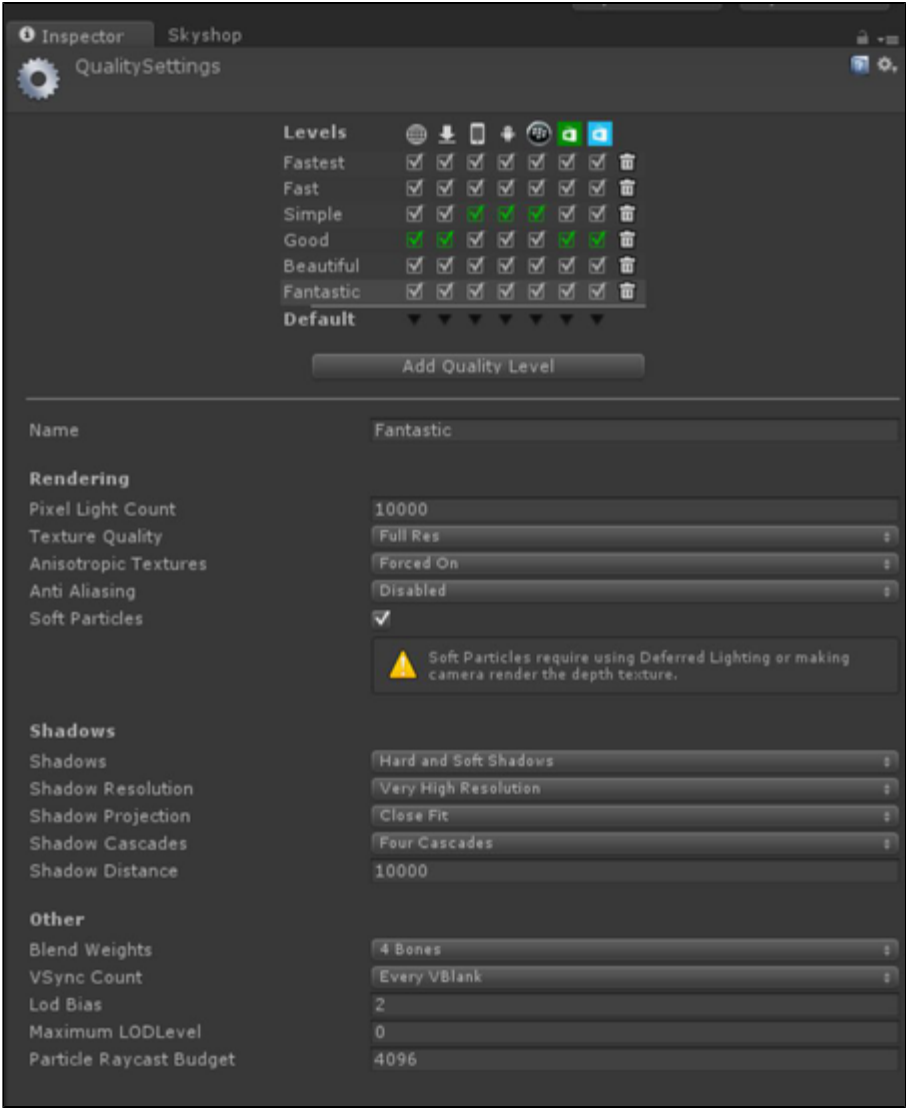 Inspector Skyshop
QualitySettings
Levels
Fastest
Fast
Simple
Good
Beautiful
Fantastic
Default
Add Quality Level
Name Fantastic
Rendering
Pixel Light Count 10000
Texture Quality Full Res
Anisotropic Textures Forced On
Anti Aliasing Disabled
Soft Particles
Soft Particles require using Deferred Lighting or making
camera render the depth texture.
Shadows
Shadows Hard and Soft Shadows
Shadow Resolution Very High Resolution
Shadow Projection Close Fit
Shadow Cascades Four Cascades
Shadow Distance 10000
Other
Blend Weights 4 Bones
VSync Count Every VBlank
Lod Bias 2
Maximum LODLevel 0
Particle Raycast Budget 4096